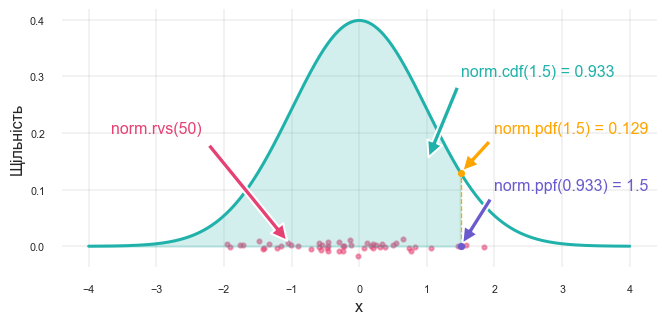 0.4
norm.cdf(1.5) = 0.933
0.3
norm.rvs(50)
norm.pdf(1.5) = 0.129
0.2
norm.ppf(0.933) = 1.5
0.1
0.0
Щільність
−4 −3 −2 −1 0 1 2 3 4
x